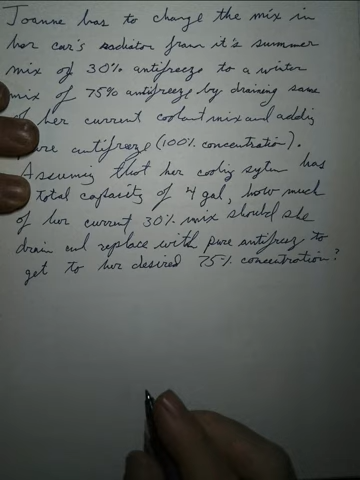 Joanne has to change the mix in
her car's radiator from it's summer
mix of 30% antifreeze to a winter
mix of 75% antifreeze by draining some
of her current coolant mix and adding
antifreeze (100% concentration).
Assuming that her cooling sytem has
total capacity of 4 gal, how much
of her current 30% mix should she
drain and replace with pure antifreez to
get to her desired 75% concentration?